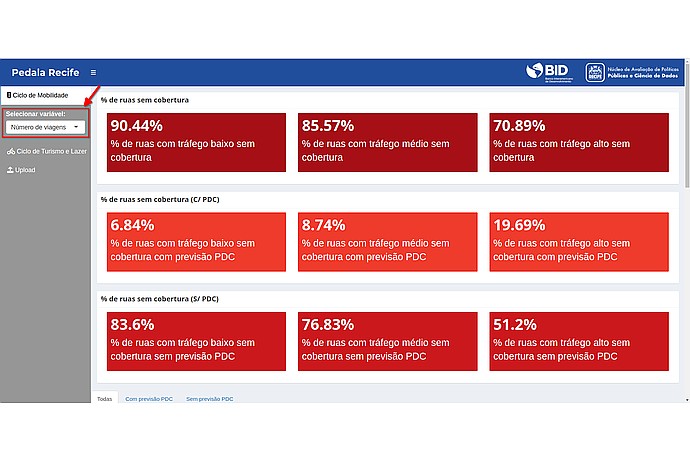 Pedala Recife
BID
Banco Interamericano
de Desenvolvimento
RECIFE
Núcleo de Avaliação de Políticas
Públicas e Ciência de Dados
Ciclo de Mobilidade
Selecionar variável:
Número de viagens
Ciclo de Turismo e Lazer
Upload
% de ruas sem cobertura
90.44%
% de ruas com tráfego baixo sem
cobertura
85.57%
% de ruas com tráfego médio sem
cobertura
70.89%
% de ruas com tráfego alto sem
cobertura
% de ruas sem cobertura (C/ PDC)
6.84%
% de ruas com tráfego baixo sem
cobertura com previsão PDC
8.74%
% de ruas com tráfego médio sem
cobertura com previsão PDC
19.69%
% de ruas com tráfego alto sem
cobertura com previsão PDC
% de ruas sem cobertura (S/ PDC)
83.6%
% de ruas com tráfego baixo sem
cobertura sem previsão PDC
76.83%
% de ruas com tráfego médio sem
cobertura sem previsão PDC
51.2%
% de ruas com tráfego alto sem
cobertura sem previsão PDC
Todas
Com previsão PDC
Sem previsão PDC